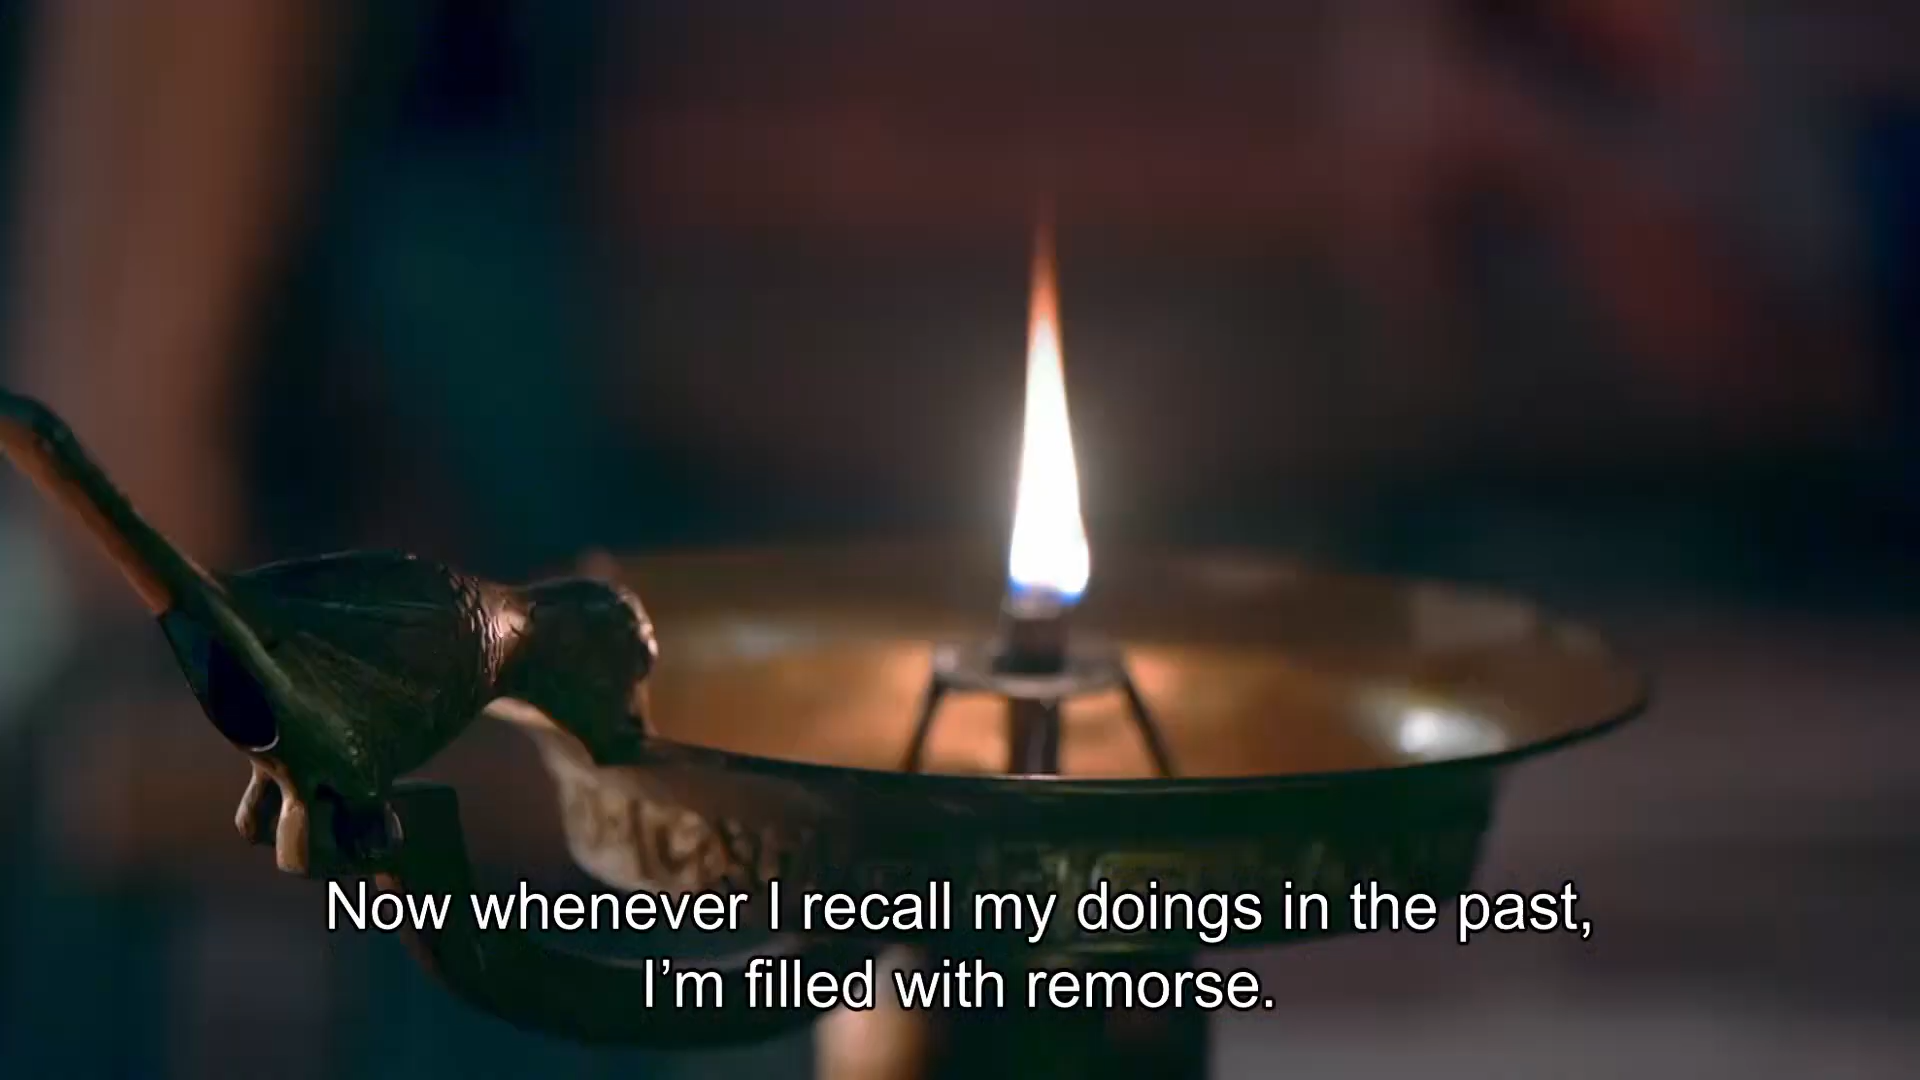 Now whenever I recall my doings in the past,
I’m filled with remorse.